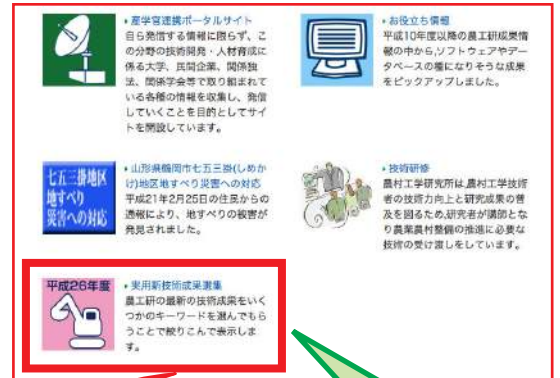 ・産学官連携ポータルサイト
自ら発信する情報に限らず、こ
の分野の技術開発・人材育成に
係る大学、民間企業、関係独
法、関係学会等で取り組まれて
いる各種の情報を収集し、発信
していくことを目的としてサイ
トを開設しています。
・お役立ち情報
平成10年度以降の農工研成果情
報の中から,ソフトウェアやデー
タベースの種になりそうな成果
をピックアップしました。
七五三掛地区
地すべり
災害への対応
・山形県鶴岡市七五三掛(しめか
け)地区地すべり災害への対応
平成21年2月25日の住民からの
通報により、地すべりの被害が
発見されました。
・技術研修
農村工学研究所は,農村工学技術
者の技術力向上と研究成果の普
及を図るため,研究者が講師とな
り農業農村整備の推進に必要な
技術の受け渡しをしています。
平成26年度
・実用新技術成果選集
農工研の最新の技術成果をいく
つかのキーワードを選んでもら
うことで絞りこんで表示しま
す。